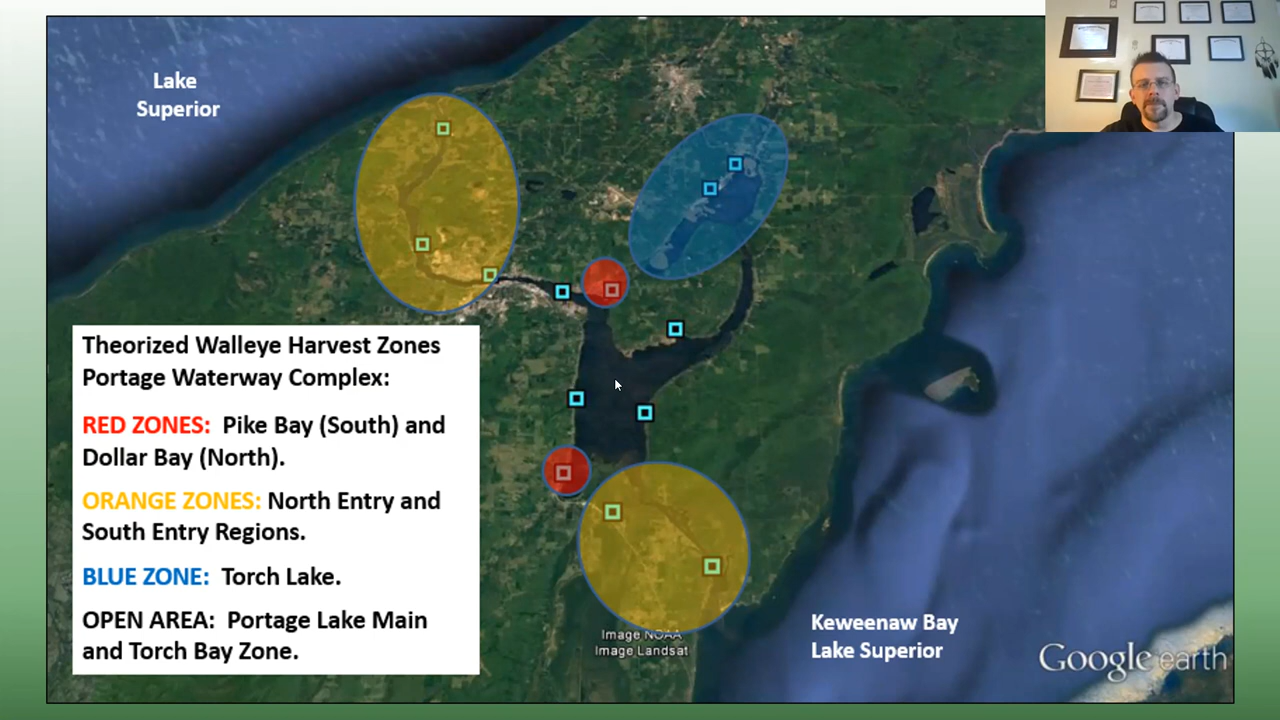 Lake
Superior
Theorized Walleye Harvest Zones
Portage Waterway Complex:
RED ZONES: Pike Bay (South) and
Dollar Bay (North).
ORANGE ZONES: North Entry and
South Entry Regions.
BLUE ZONE: Torch Lake.
OPEN AREA: Portage Lake Main
and Torch Bay Zone.
Image NOAA
Image Landsat
Keweenaw Bay
Lake Superior
Google earth